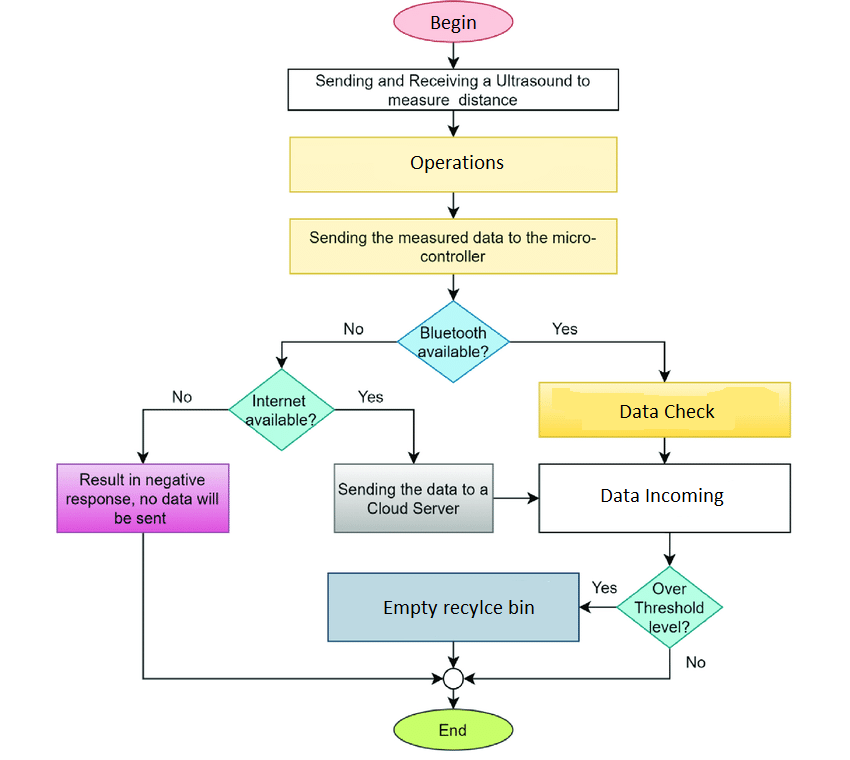 Begin
Sending and Receiving a Ultrasound to
measure distance
Operations
Sending the measured data to the micro-
controller
Bluetooth
available?
No
Yes
Internet
available?
No
Yes
Data Check
Result in negative
response, no data will
be sent
Sending the data to a
Cloud Server
Data Incoming
Over
Threshold
level?
Yes
No
Empty recylce bin
End